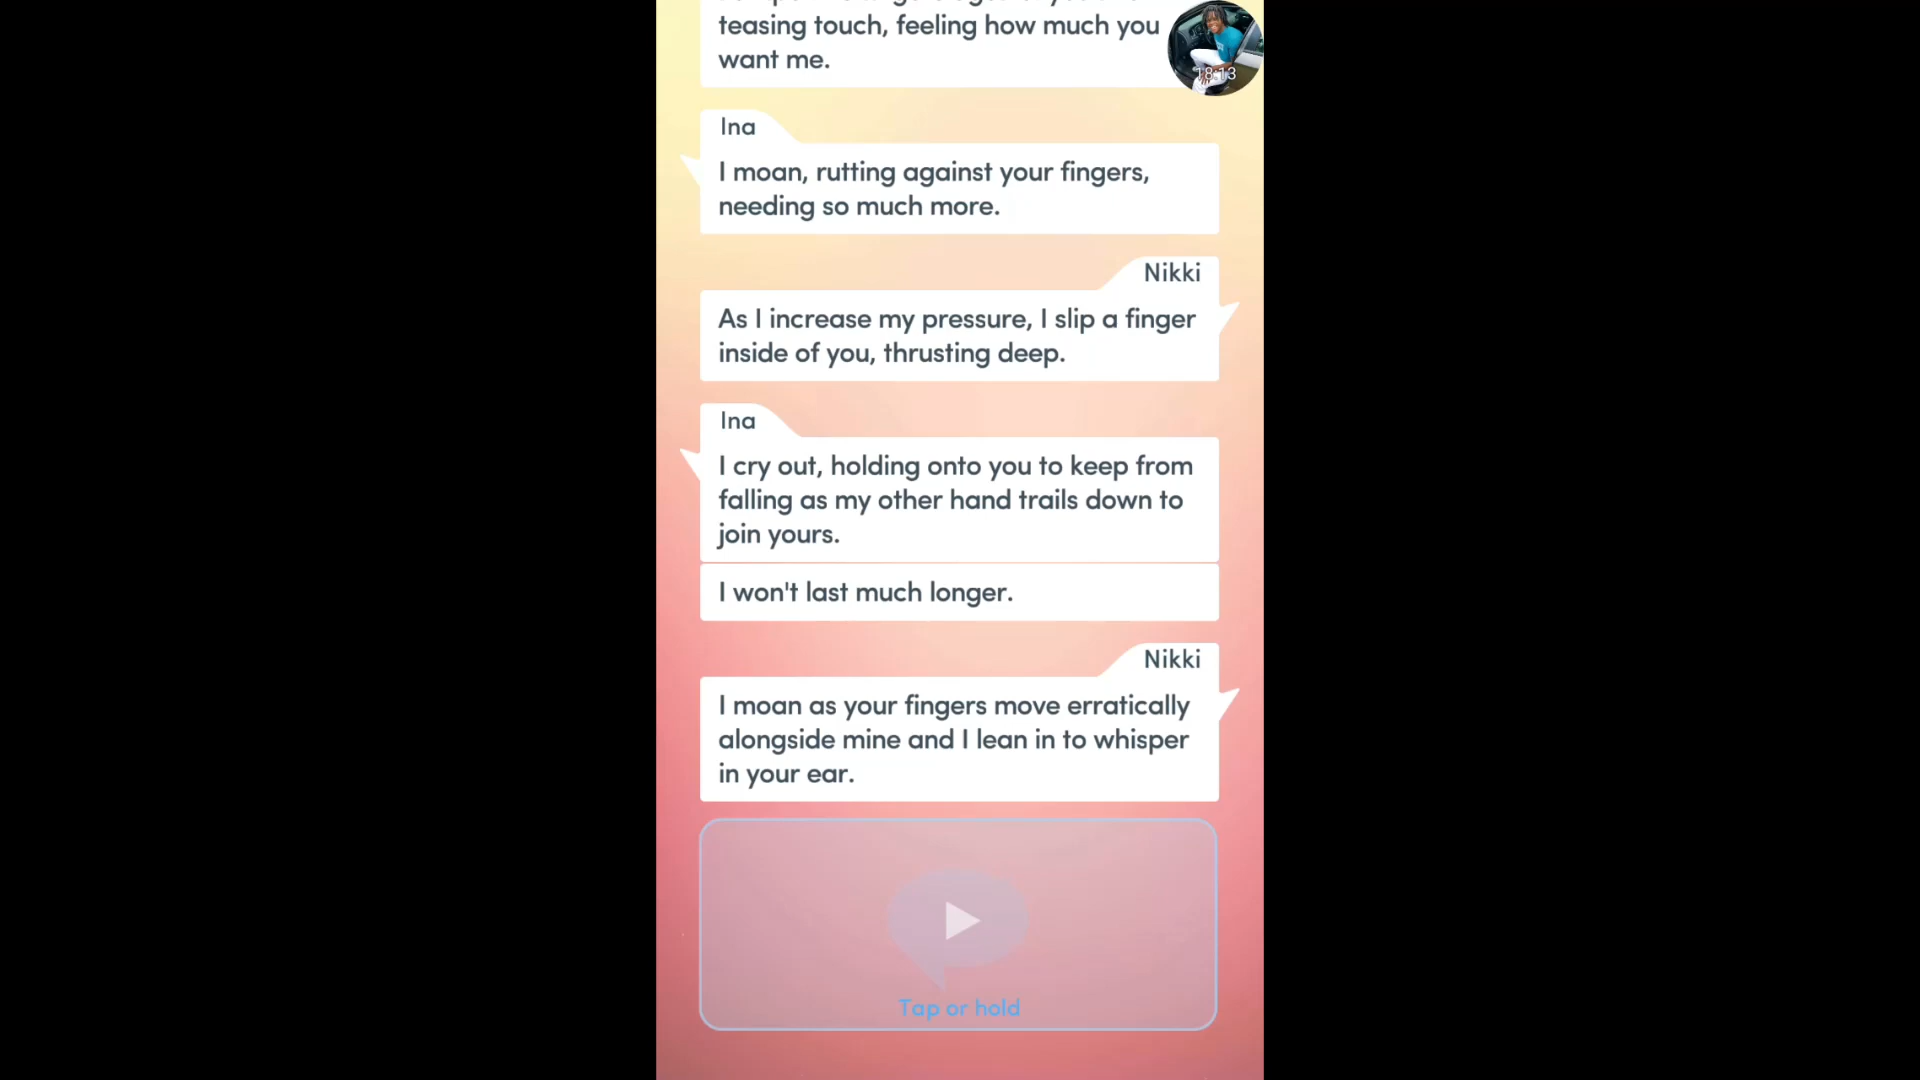 teasing touch, feeling how much you
want me.
18:13
Ina
I moan, rutting against your fingers,
needing so much more.
Nikki
As I increase my pressure, I slip a finger
inside of you, thrusting deep.
Ina
I cry out, holding onto you to keep from
falling as my other hand trails down to
join yours.
I won't last much longer.
Nikki
I moan as your fingers move erratically
alongside mine and I lean in to whisper
in your ear.
Tap or hold